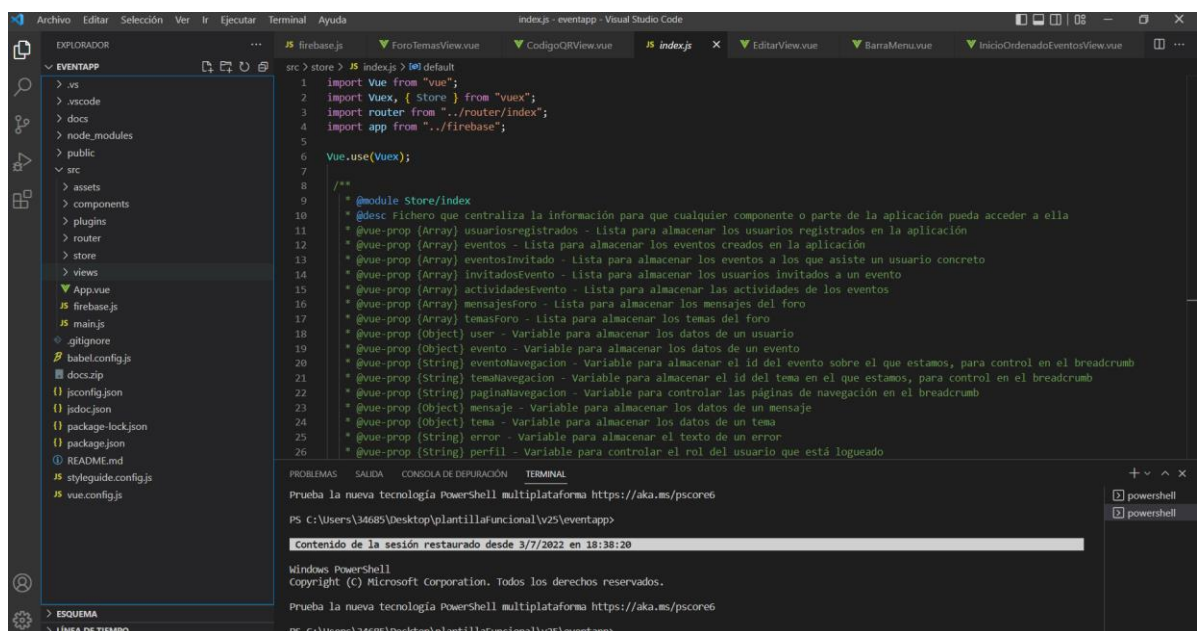 Archivo Editar Selección Ver Ir Ejecutar Terminal Ayuda
index.js - eventapp - Visual Studio Code
EXPLORADOR
EVENTAPP
.vs
.vscode
docs
node_modules
public
src
assets
components
plugins
router
store
views
App.vue
JS firebase.js
JS main.js
.gitignore
babel.config.js
docs.zip
{} jsconfig.json
{} jsdoc.json
{} package-lock.json
{} package.json
README.md
JS styleguide.config.js
JS vue.config.js
ESQUEMA
LÍNEA DE TIEMPO
JS firebase.js ForoTemasView.vue CodigoQRView.vue JS index.js EditarView.vue BarraMenu.vue InicioOrdenadoEventosView.vue
src > store > JS index.js > default
1 import Vue from "vue";
2 import Vuex, { Store } from "vuex";
3 import router from "../router/index";
4 import app from "../firebase";
5
6 Vue.use(Vuex);
7
8 /**
9 * @module Store/index
10 * @desc Fichero que centraliza la información para que cualquier componente o parte de la aplicación pueda acceder a ella
11 * @vue-prop {Array} usuariosregistrados - Lista para almacenar los usuarios registrados en la aplicación
12 * @vue-prop {Array} eventos - Lista para almacenar los eventos creados en la aplicación
13 * @vue-prop {Array} eventosInvitado - Lista para almacenar los eventos a los que asiste un usuario concreto
14 * @vue-prop {Array} invitadosEvento - Lista para almacenar los usuarios invitados a un evento
15 * @vue-prop {Array} actividadesEvento - Lista para almacenar las actividades de los eventos
16 * @vue-prop {Array} mensajesForo - Lista para almacenar los mensajes del foro
17 * @vue-prop {Array} temasForo - Lista para almacenar los temas del foro
18 * @vue-prop {Object} user - Variable para almacenar los datos de un usuario
19 * @vue-prop {Object} evento - Variable para almacenar los datos de un evento
20 * @vue-prop {String} eventoNavegacion - Variable para almacenar el id del evento sobre el que estamos, para control en el breadcrumb
21 * @vue-prop {String} temaNavegacion - Variable para almacenar el id del tema en el que estamos, para control en el breadcrumb
22 * @vue-prop {String} paginaNavegacion - Variable para controlar las páginas de navegación en el breadcrumb
23 * @vue-prop {Object} mensaje - Variable para almacenar los datos de un mensaje
24 * @vue-prop {Object} tema - Variable para almacenar los datos de un tema
25 * @vue-prop {String} error - Variable para almacenar el texto de un error
26 * @vue-prop {String} perfil - Variable para controlar el rol del usuario que está logueado
PROBLEMAS SALIDA CONSOLA DE DEPURACIÓN TERMINAL
Prueba la nueva tecnología PowerShell multiplataforma https://aka.ms/pscore6
PS C:\Users\34685\Desktop\plantillaFuncional\v25\eventapp>
Contenido de la sesión restaurado desde 3/7/2022 en 18:38:20
Windows PowerShell
Copyright (C) Microsoft Corporation. Todos los derechos reservados.
Prueba la nueva tecnología PowerShell multiplataforma https://aka.ms/pscore6
PS C:\Users\34685\Desktop\plantillaFuncional\v25\eventapp>
powershell
powershell